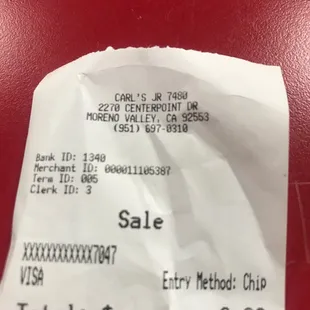 CARL'S JR 7480
2270 CENTERPOINT DR
MORENO VALLEY, CA 92553
(951) 697-0310
Bank ID: 1340
Merchant ID: 000011105387
Term ID: 005
Clerk ID: 3
Sale
XXXXXXXXXXXX7047
VISA Entry Method: Chip
Total: $